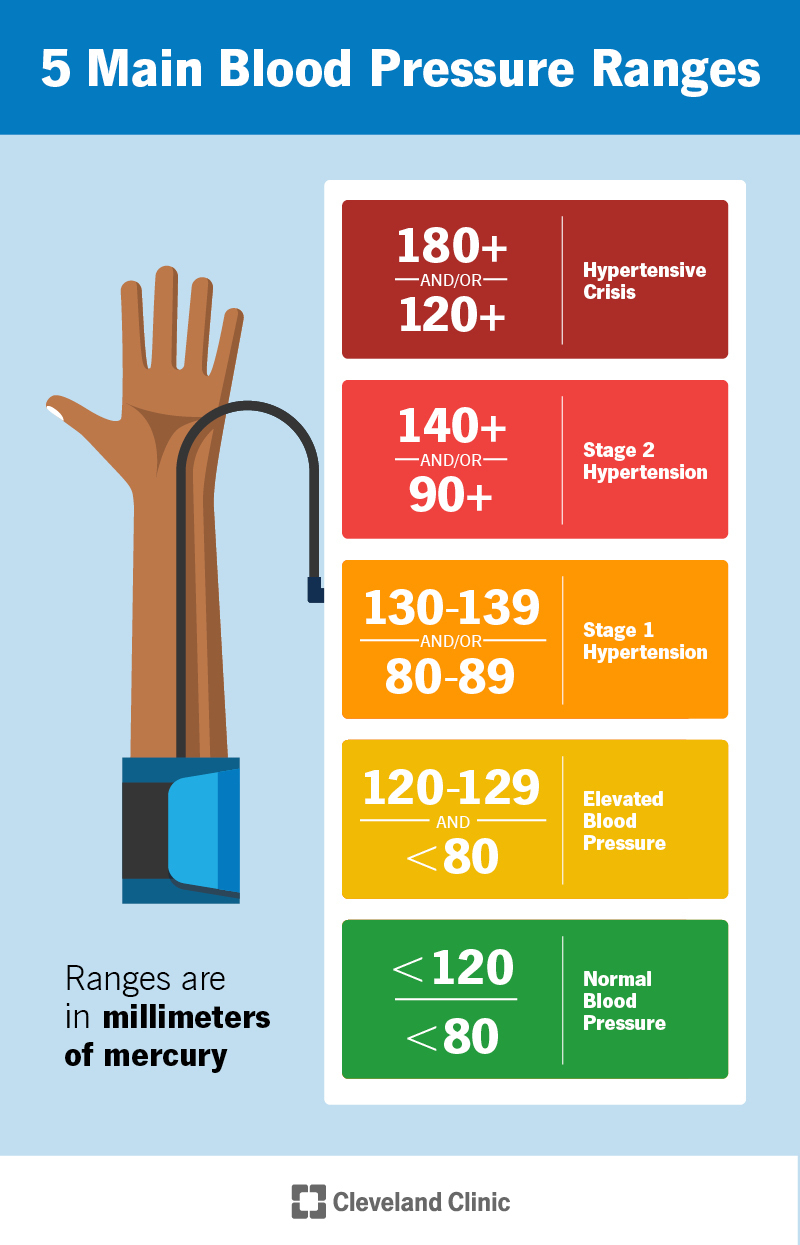 5 Main Blood Pressure Ranges
180+
AND/OR
120+
Hypertensive
Crisis
140+
AND/OR
90+
Stage 2
Hypertension
130-139
AND/OR
80-89
Stage 1
Hypertension
120-129
AND
<80
Elevated
Blood
Pressure
<120
<80
Normal
Blood
Pressure
Ranges are
in millimeters
of mercury
Cleveland Clinic